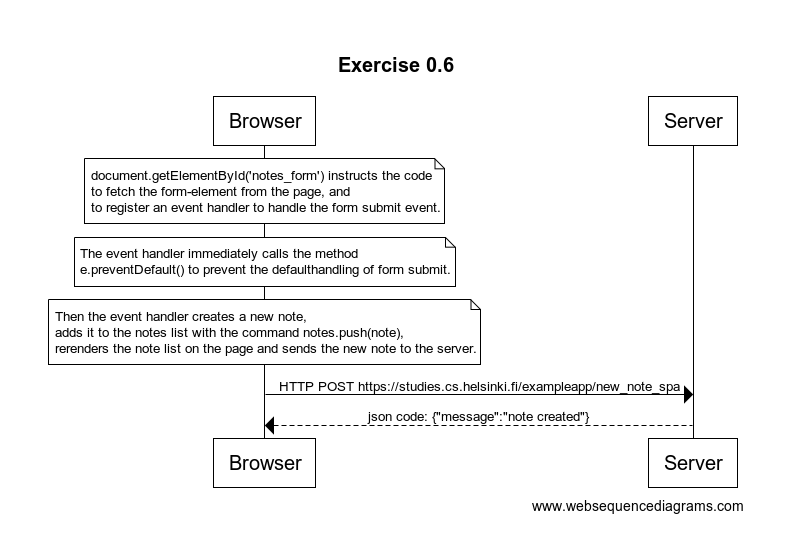 Exercise 0.6
Browser
Server
document.getElementById('notes_form') instructs the code
to fetch the form-element from the page, and
to register an event handler to handle the form submit event.
The event handler immediately calls the method
e.preventDefault() to prevent the defaulthandling of form submit.
Then the event handler creates a new note,
adds it to the notes list with the command notes.push(note),
rerenders the note list on the page and sends the new note to the server.
HTTP POST https://studies.cs.helsinki.fi/exampleapp/new_note_spa
json code: {"message":"note created"}
Browser
Server
www.websequencediagrams.com